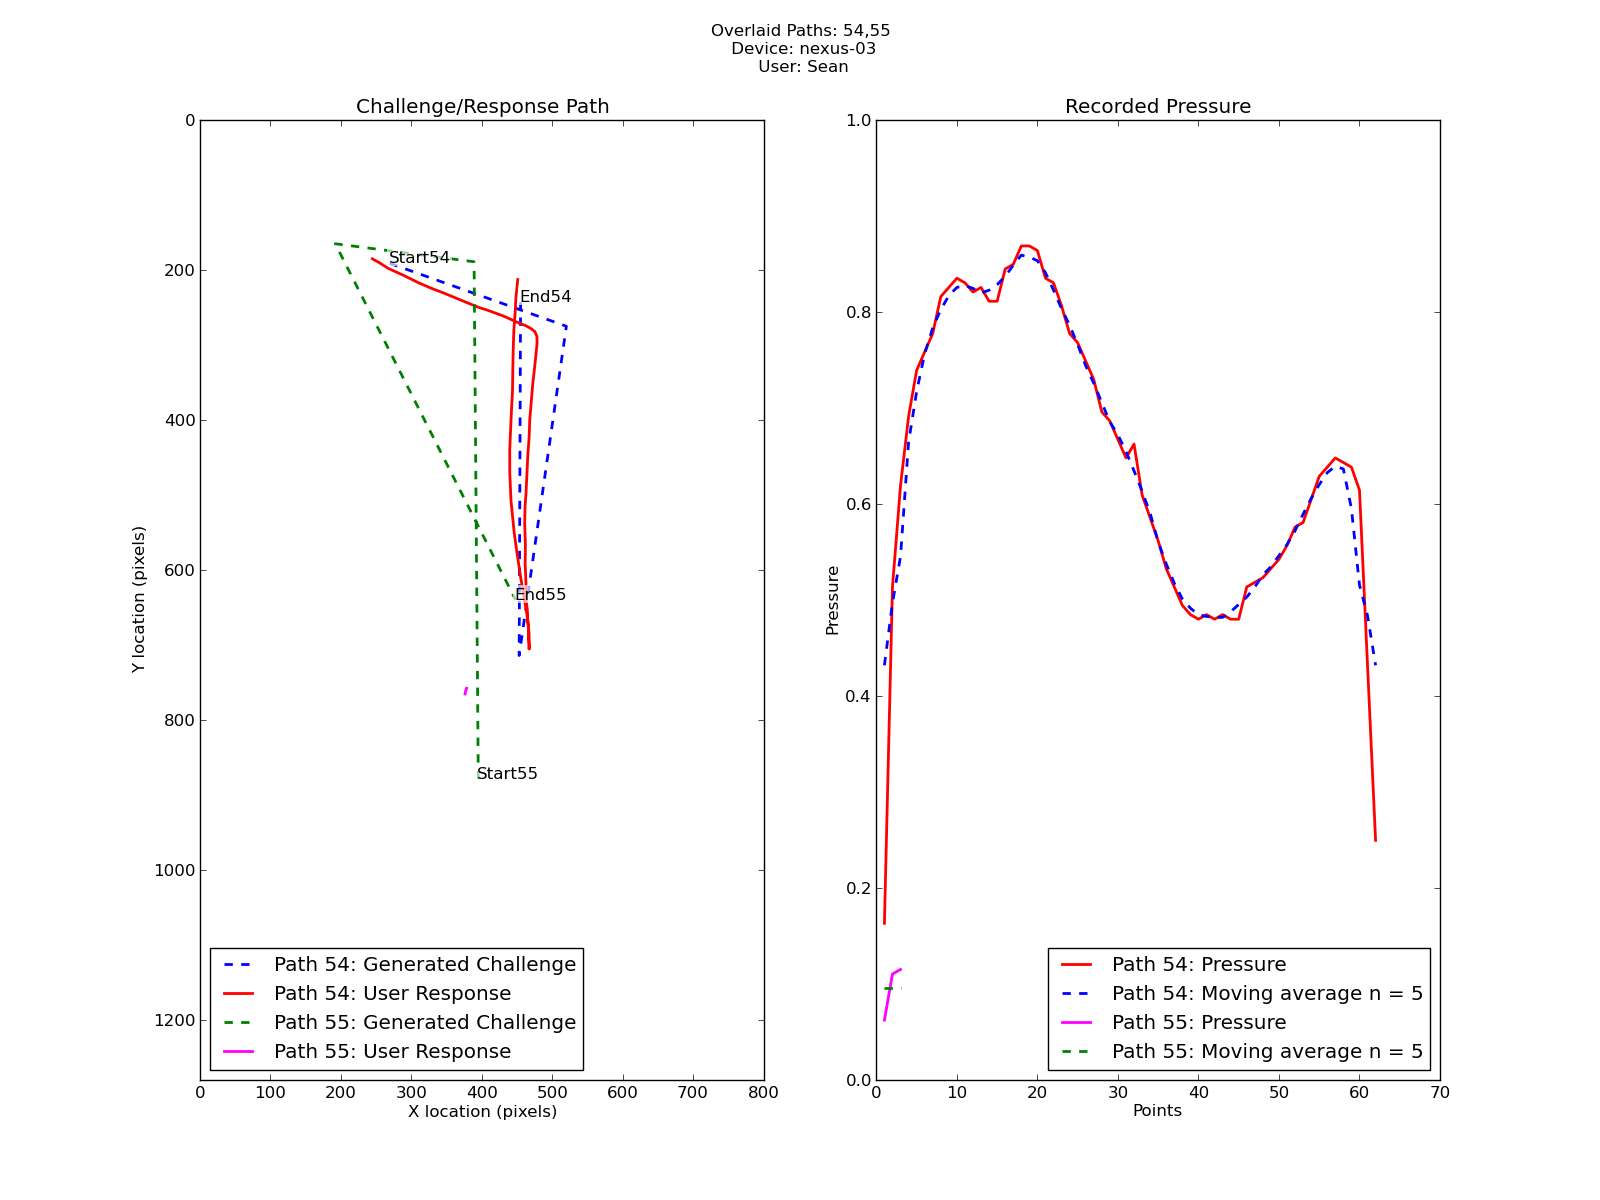 Overlaid Paths: 54,55
Device: nexus-03
User: Sean
Challenge/Response Path
0
200
400
600
800
1000
1200
Y location (pixels)
Start54
End54
End55
Start55
Path 54: Generated Challenge
Path 54: User Response
Path 55: Generated Challenge
Path 55: User Response
0 100 200 300 400 500 600 700 800
X location (pixels)
Recorded Pressure
1.0
0.8
0.6
0.4
0.2
0.0
Pressure
Path 54: Pressure
Path 54: Moving average n = 5
Path 55: Pressure
Path 55: Moving average n = 5
0 10 20 30 40 50 60 70
Points